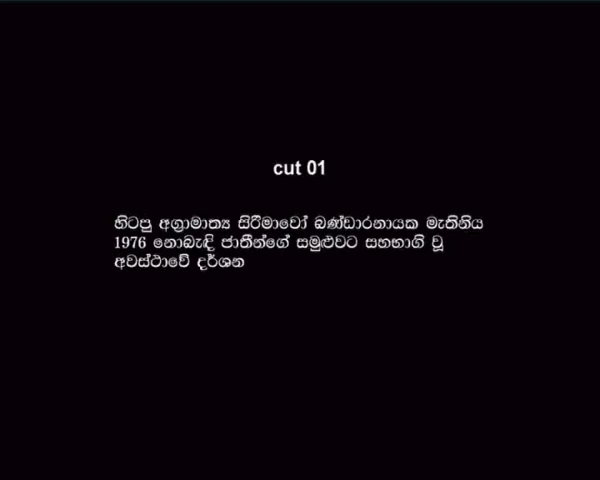 cut 01
හිටපු අග්‍රාමාත්‍ය සිරිමාවෝ බණ්ඩාරනායක මැතිනිය
1976 නොබැඳි ජාතීන්ගේ සමුළුවට සහභාගි වූ
අවස්ථාවේ දර්ශන